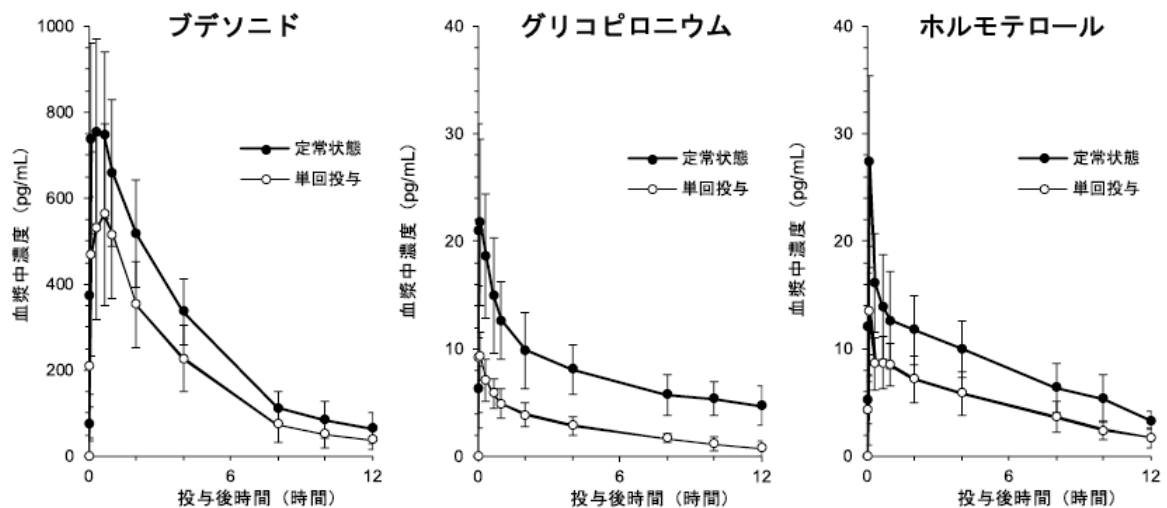 ブデソニド
血漿中濃度 (pg/mL)
1000
800
600
400
200
0
定常状態
単回投与
0
6
12
投与後時間 (時間)
グリコピロニウム
血漿中濃度 (pg/mL)
40
30
20
10
0
定常状態
単回投与
0
6
12
投与後時間 (時間)
ホルモテロール
血漿中濃度 (pg/mL)
40
30
20
10
0
定常状態
単回投与
0
6
12
投与後時間 (時間)